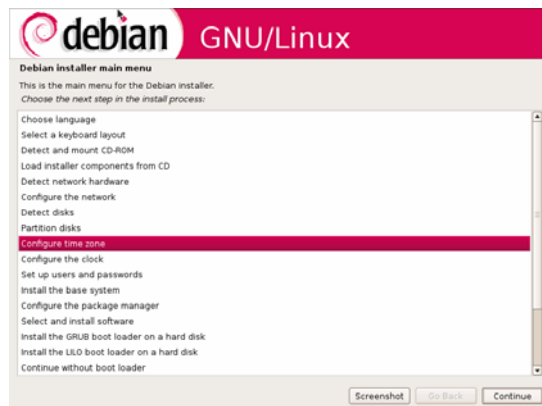 debian GNU/Linux
Debian installer main menu
This is the main menu for the Debian installer.
Choose the next step in the install process:
Choose language
Select a keyboard layout
Detect and mount CD-ROM
Load installer components from CD
Detect network hardware
Configure the network
Detect disks
Partition disks
Configure time zone
Configure the clock
Set up users and passwords
Install the base system
Configure the package manager
Select and install software
Install the GRUB boot loader on a hard disk
Install the LILO boot loader on a hard disk
Continue without boot loader
Screenshot Go Back Continue